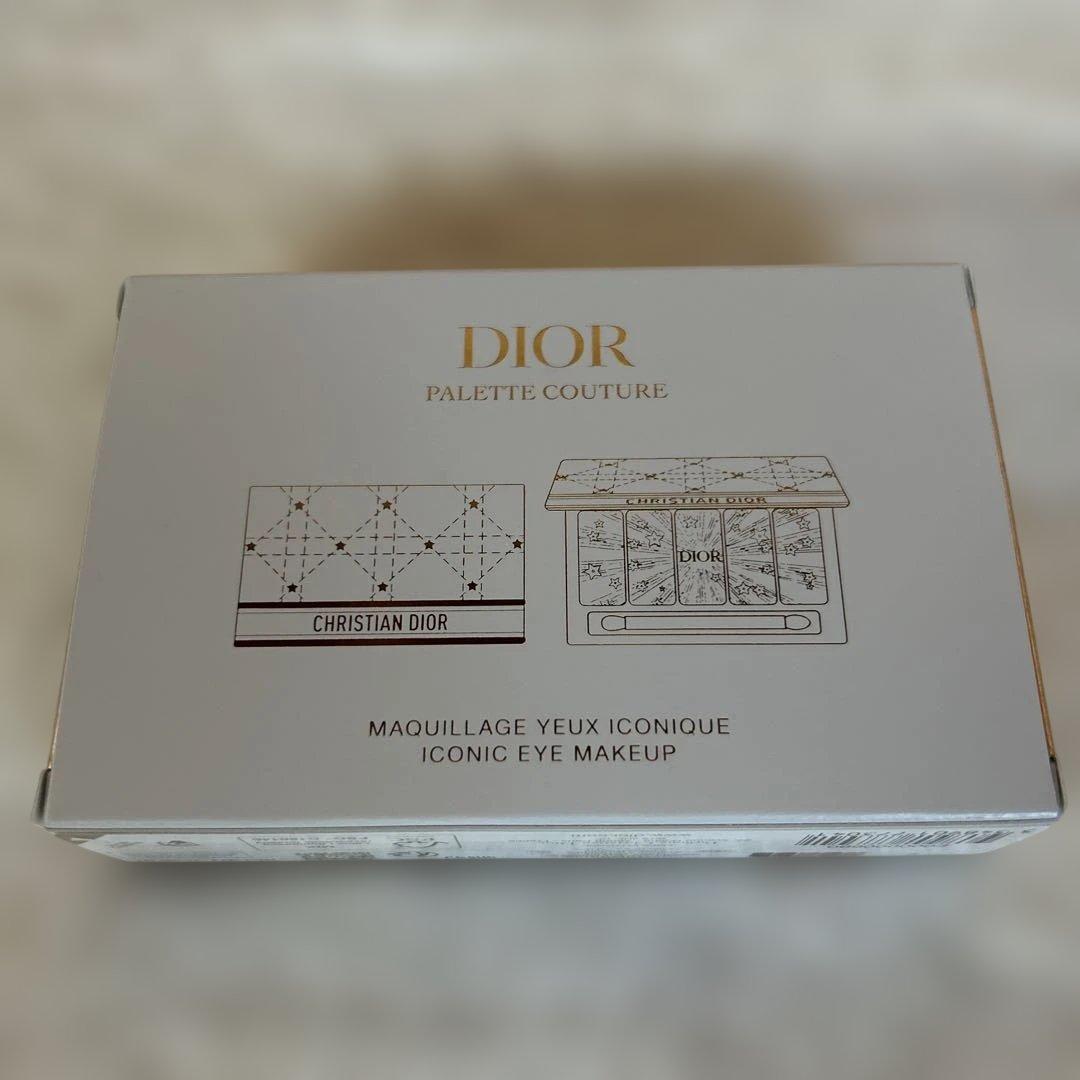 DIOR
PALETTE COUTURE
CHRISTIAN DIOR
CHRISTIAN DIOR
DIOR
MAQUILLAGE YEUX ICONIQUE
ICONIC EYE MAKEUP